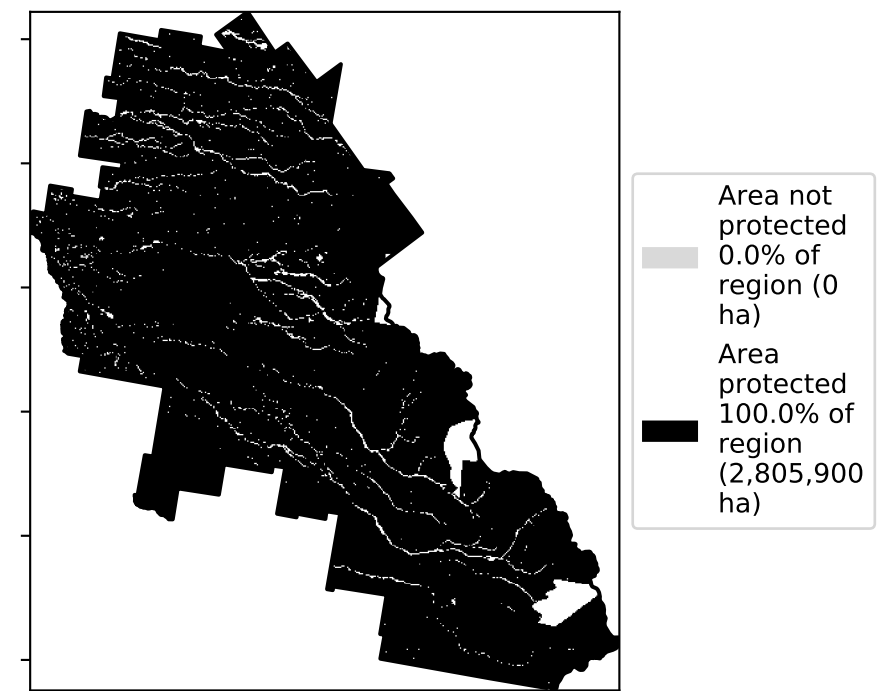 Area not
protected
0.0% of
region (0
ha)
Area
protected
100.0% of
region
(2,805,900
ha)